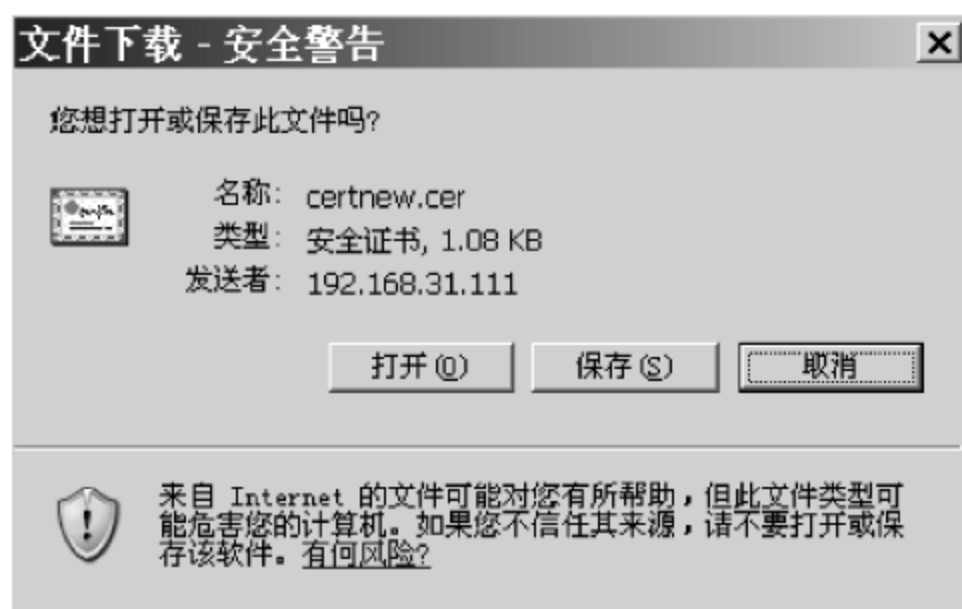 文件下载 - 安全警告
您想打开或保存此文件吗?
名称: certnew.cer
类型: 安全证书, 1.08 KB
发送者: 192.168.31.111
打开(O) 保存(S) 取消
来自 Internet 的文件可能对您有所帮助，但此文件类型可
能危害您的计算机。如果您不信任其来源，请不要打开或保
存该软件。有何风险?